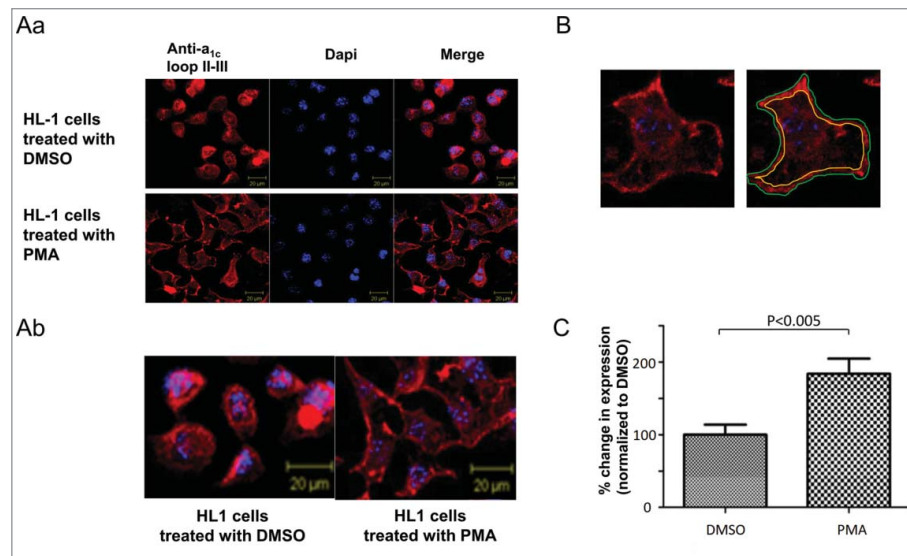 Aa
Anti-a1c
loop II-III
Dapi
Merge
HL-1 cells
treated with
DMSO
20 µm
20 µm
20 µm
HL-1 cells
treated with
PMA
20 µm
20 µm
20 µm
B
Ab
20 µm
20 µm
HL1 cells
treated with DMSO
HL1 cells
treated with PMA
C
P<0.005
% change in expression
(normalized to DMSO)
200
100
0
DMSO
PMA